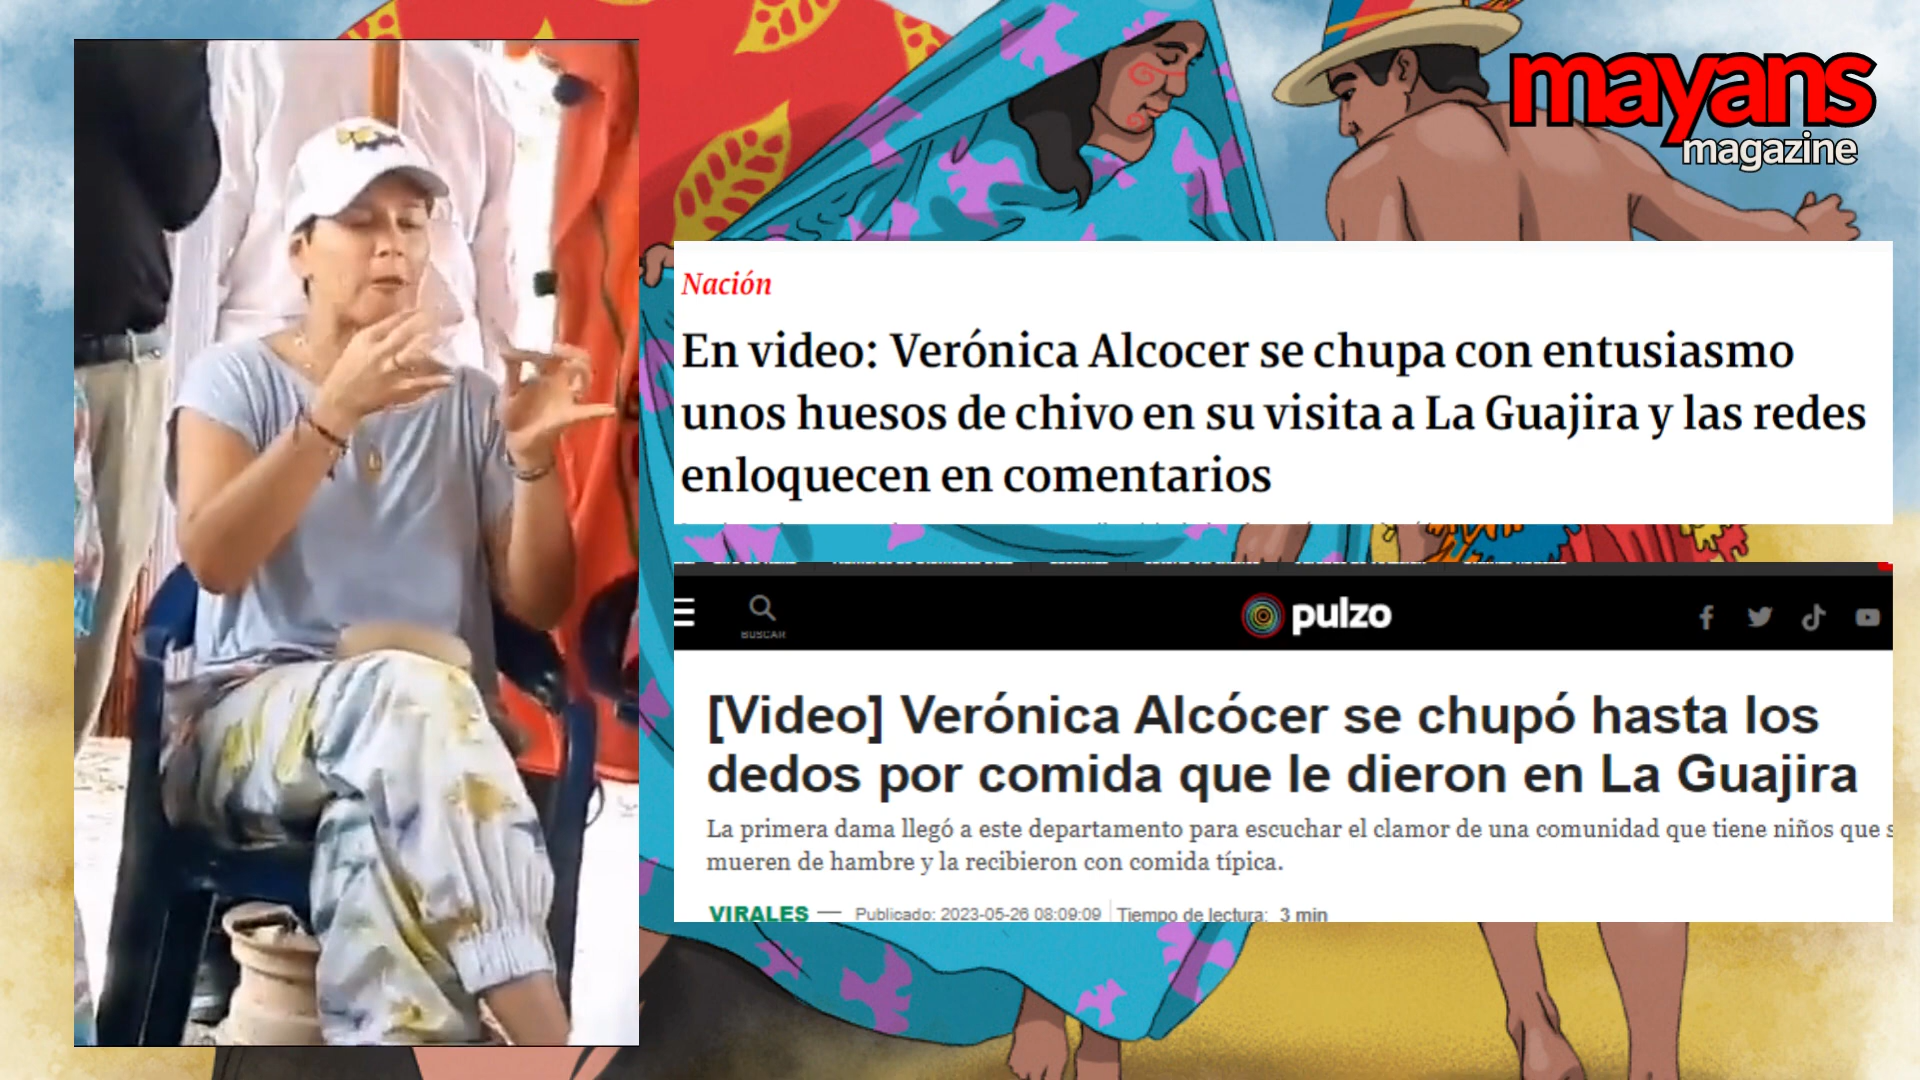 mayans
magazine
Nación
En video: Verónica Alcocer se chupa con entusiasmo
unos huesos de chivo en su visita a La Guajira y las redes
enloquecen en comentarios
BUSCAR
pulzo
[Video] Verónica Alcócer se chupó hasta los
dedos por comida que le dieron en La Guajira
La primera dama llegó a este departamento para escuchar el clamor de una comunidad que tiene niños que s
mueren de hambre y la recibieron con comida típica.
VIRALES — Publicado: 2023-05-26 08:09:09 | Tiempo de lectura: 3 min